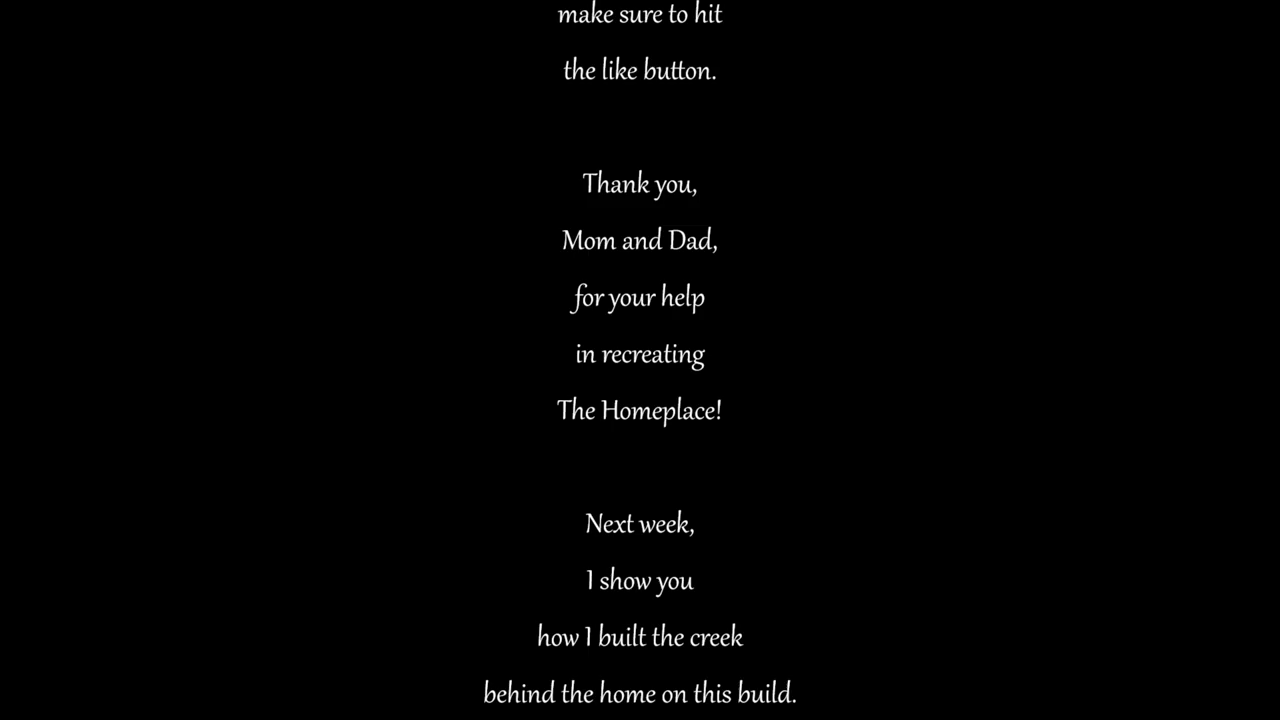 make sure to hit
the like button.
Thank you,
Mom and Dad,
for your help
in recreating
The Homeplace!
Next week,
I show you
how I built the creek
behind the home on this build.